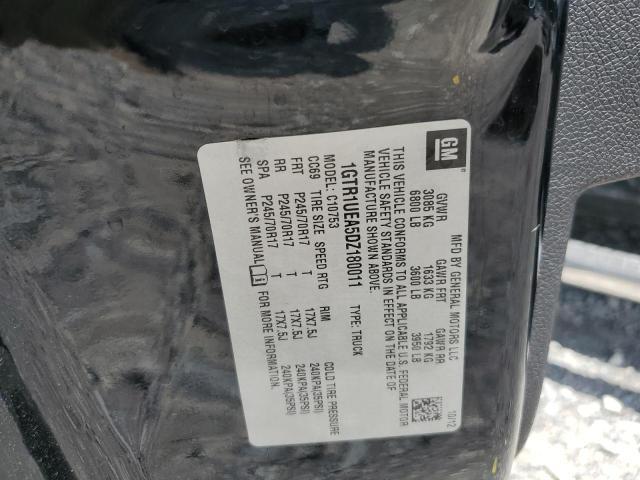 GM
MFD BY GENERAL MOTORS LLC 10/12
GVWR GAWR FRT GAWR RR
3085 KG 1633 KG 1792 KG
6800 LB 3600 LB 3950 LB
THIS VEHICLE CONFORMS TO ALL APPLICABLE U.S. FEDERAL MOTOR
VEHICLE SAFETY STANDARDS IN EFFECT ON THE DATE OF
MANUFACTURE SHOWN ABOVE.
1GTR1UEA5DZ180011 TYPE: TRUCK
MODEL: C10753
CC69 TIRE SIZE SPEED RTG RIM COLD TIRE PRESSURE
FRT P245/70R17 T 17X7.5J 240KPA(35PSI)
RR P245/70R17 T 17X7.5J 240KPA(35PSI)
SPA P245/70R17 T 17X7.5J 240KPA(35PSI)
SEE OWNER'S MANUAL FOR MORE INFORMATION.